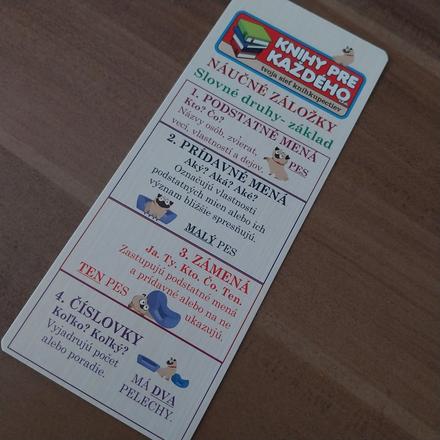 KNIHY PRE
KAŽDÉHO
tvoja sieť kníhkupectiev
NÁUČNÉ ZÁLOŽKY
Slovné druhy- základ
1. PODSTATNÉ MENÁ
Kto? Čo?
Názvy osôb, zvierat,
vecí, vlastností a dejov.
PES
2. PRÍDAVNÉ MENÁ
Aký? Aká? Aké?
Označujú vlastnosti
podstatných mien alebo ich
význam bližšie spresňujú.
MALÝ PES
3. ZÁMENÁ
Ja. Ty. Kto. Čo. Ten.
Zastupujú podstatné mená
a prídavné alebo na ne
ukazujú.
TEN PES
4. ČÍSLOVKY
Koľko? Koľký?
Vyjadrujú počet
alebo poradie.
MÁ DVA
PELECHY.